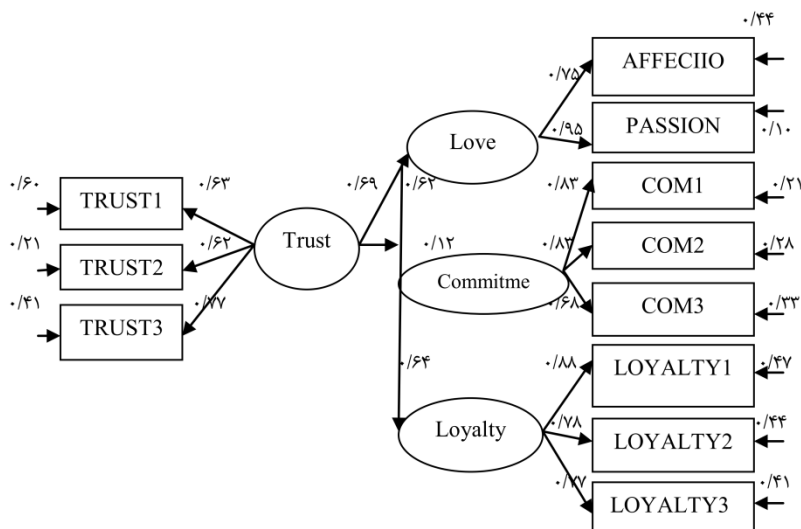 ۰/۴۴
AFFECIIO
۰/۷۵
PASSION
۰/۱۰
۰/۹۵
Love
۰/۶۰
TRUST1
۰/۶۳
۰/۶۹
۰/۶۲
۰/۸۳
COM1
۰/۲۱
۰/۲۱
TRUST2
۰/۶۲
Trust
۰/۱۲
۰/۸۳
COM2
۰/۲۸
Commitme
۰/۴۱
TRUST3
۰/۷۷
۰/۶۸
COM3
۰/۳۳
۰/۶۴
۰/۸۸
LOYALTY1
۰/۴۷
Loyalty
۰/۷۸
LOYALTY2
۰/۴۴
۰/۷۷
LOYALTY3
۰/۴۱